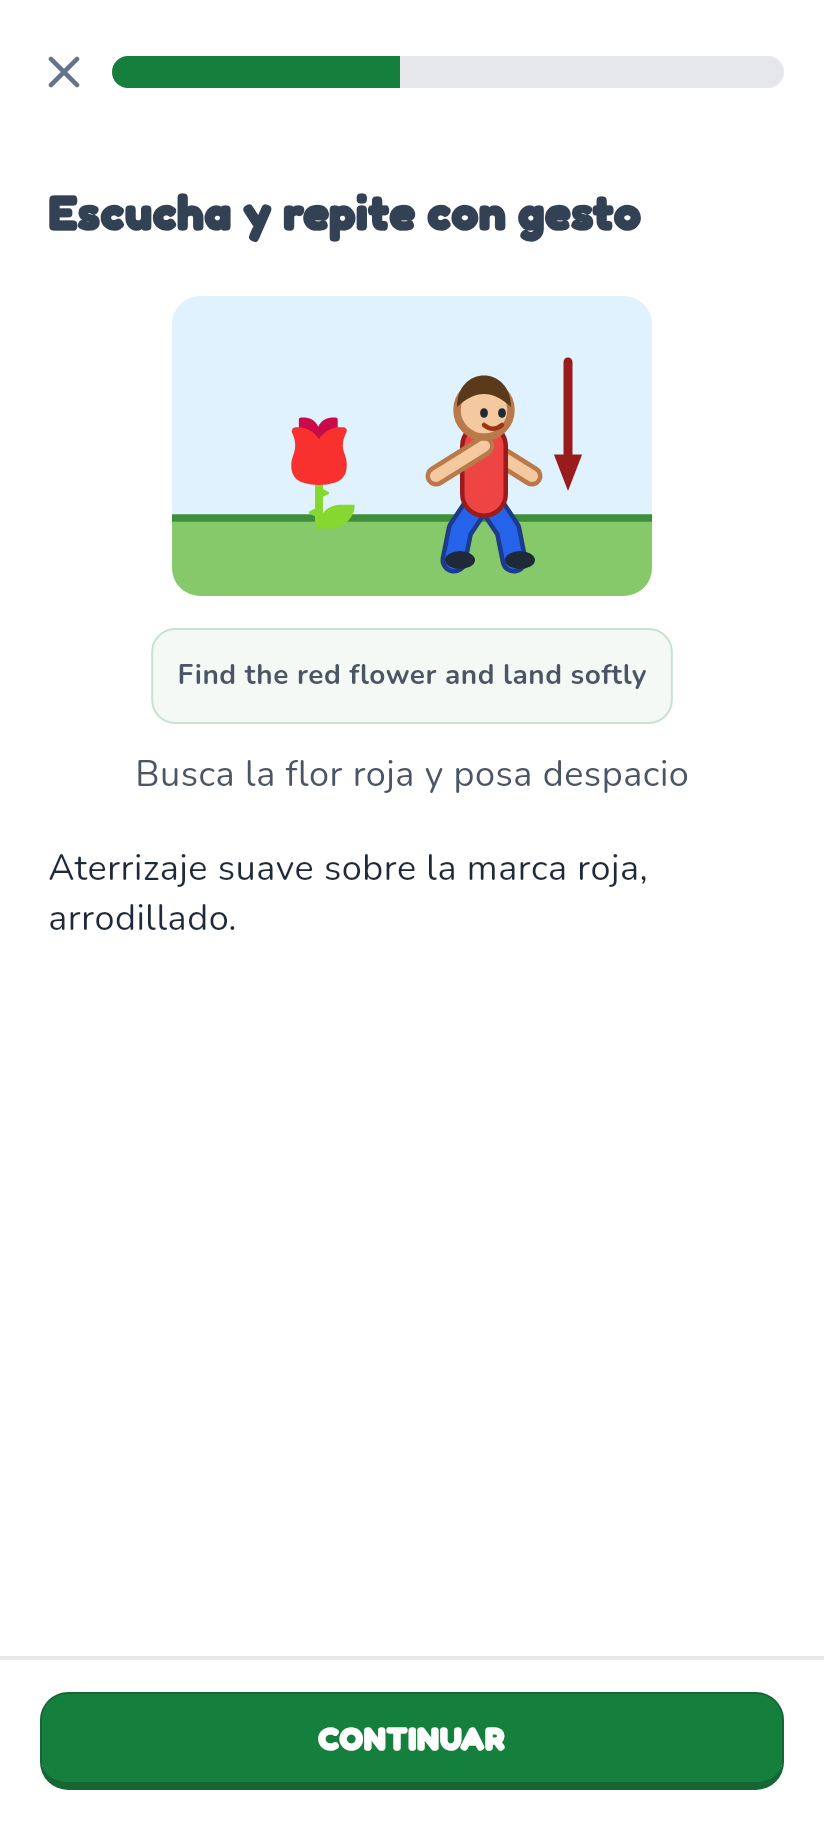 Escucha y repite con gesto
Find the red flower and land softly
Busca la flor roja y posa despacio
Aterrizaje suave sobre la marca roja,
arrodillado.
CONTINUAR